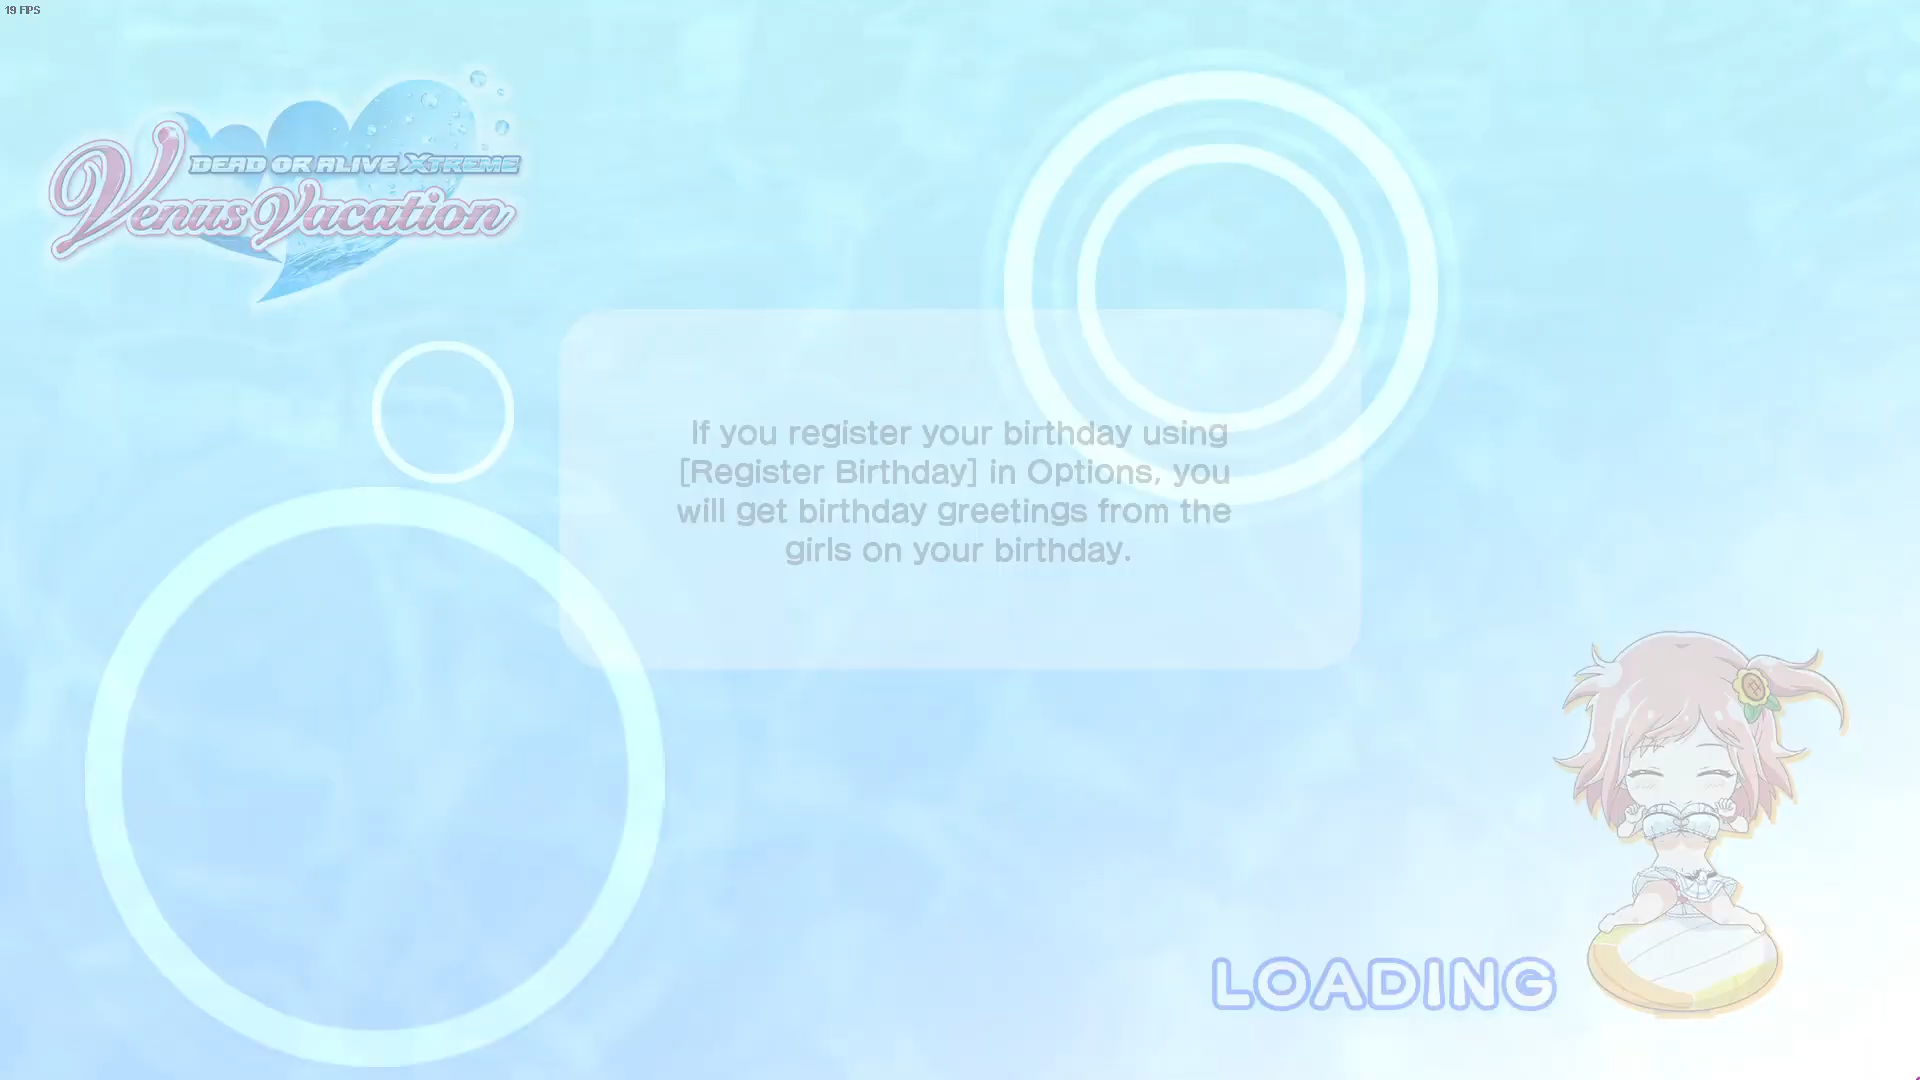 19 FPS
DEAD OR ALIVE XTREME
Venus Vacation
If you register your birthday using
[Register Birthday] in Options, you
will get birthday greetings from the
girls on your birthday.
LOADING